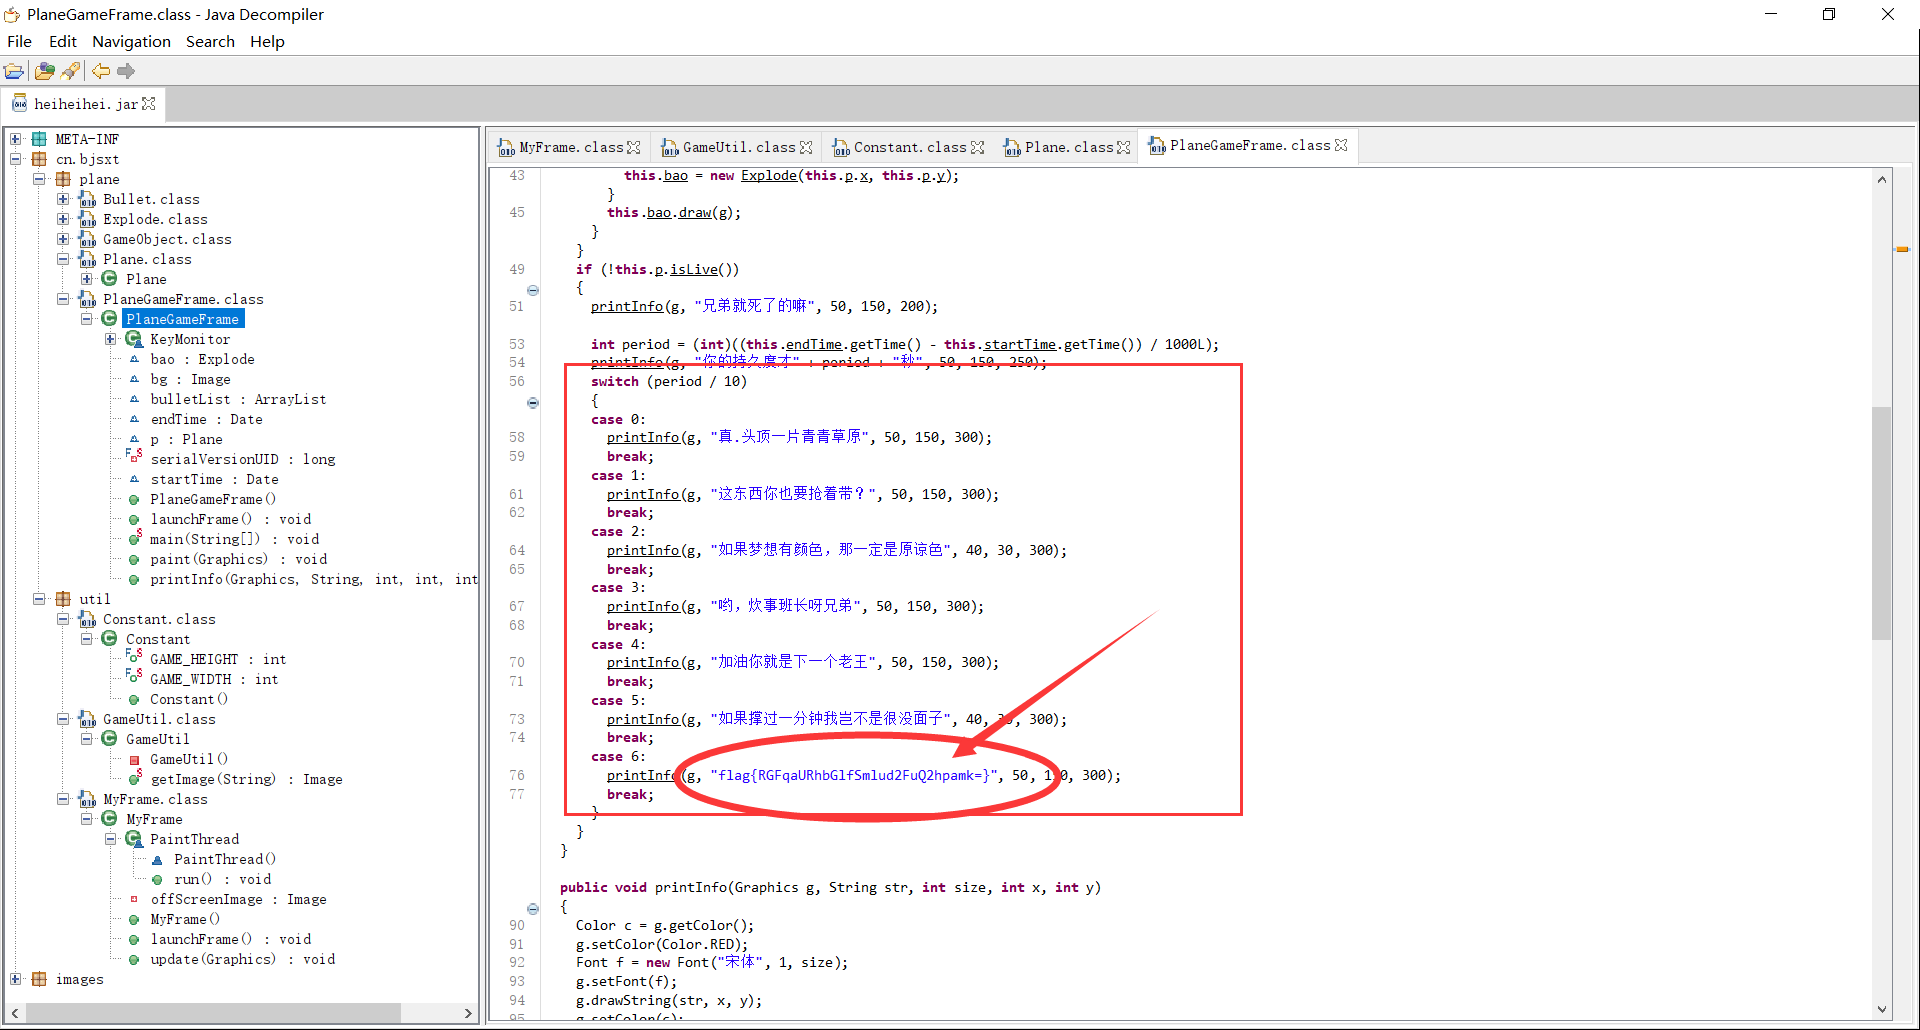 PlaneGameFrame.class - Java Decompiler
File Edit Navigation Search Help
heiheihei.jar
META-INF
cn.bjsxt
plane
Bullet.class
Explode.class
GameObject.class
Plane.class
Plane
PlaneGameFrame.class
PlaneGameFrame
KeyMonitor
bao : Explode
bg : Image
bulletList : ArrayList
endTime : Date
p : Plane
serialVersionUID : long
startTime : Date
PlaneGameFrame()
launchFrame() : void
main(String[]) : void
paint(Graphics) : void
printInfo(Graphics, String, int, int, int
util
Constant.class
Constant
GAME_HEIGHT : int
GAME_WIDTH : int
Constant()
GameUtil.class
GameUtil
GameUtil()
getImage(String) : Image
MyFrame.class
MyFrame
PaintThread
PaintThread()
run() : void
offScreenImage : Image
MyFrame()
launchFrame() : void
update(Graphics) : void
images
MyFrame.class GameUtil.class Constant.class Plane.class PlaneGameFrame.class
43 this.bao = new Explode(this.p.x, this.p.y);
}
45 this.bao.draw(g);
}
}
49 if (!this.p.isLive())
{
51 printInfo(g, "兄弟就死了的嘛", 50, 150, 200);
53 int period = (int)((this.endTime.getTime() - this.startTime.getTime()) / 1000L);
54 printInfo(g, "你的持久度才" + period + "秒", 50, 150, 250);
56 switch (period / 10)
{
case 0:
58 printInfo(g, "真.头顶一片青青草原", 50, 150, 300);
59 break;
case 1:
61 printInfo(g, "这东西你也要抢着带？", 50, 150, 300);
62 break;
case 2:
64 printInfo(g, "如果梦想有颜色，那一定是原谅色", 40, 30, 300);
65 break;
case 3:
67 printInfo(g, "哟，炊事班长呀兄弟", 50, 150, 300);
68 break;
case 4:
70 printInfo(g, "加油你就是下一个老王", 50, 150, 300);
71 break;
case 5:
73 printInfo(g, "如果撑过一分钟我岂不是很没面子", 40, 30, 300);
74 break;
case 6:
76 printInfo(g, "flag{RGFqaURhbGlfSmlud2FuQ2hpamk=}", 50, 150, 300);
77 break;
}
}
}
public void printInfo(Graphics g, String str, int size, int x, int y)
{
90 Color c = g.getColor();
91 g.setColor(Color.RED);
92 Font f = new Font("宋体", 1, size);
93 g.setFont(f);
94 g.drawString(str, x, y);
95 g.setColor(c);